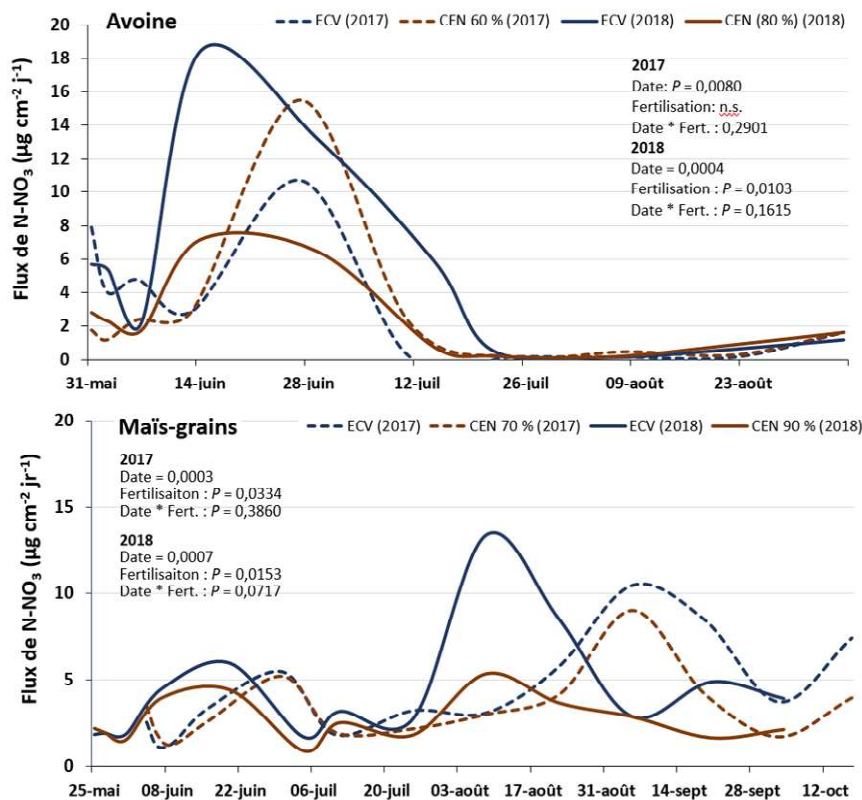 Avoine
ECV (2017) CEN 60 % (2017) ECV (2018) CEN (80 %) (2018)
Flux de N-NO3 (µg cm-2 j-1)
20
18
16
14
12
10
8
6
4
2
0
2017
Date: P = 0,0080
Fertilisation: n.s.
Date * Fert. : 0,2901
2018
Date = 0,0004
Fertilisation : P = 0,0103
Date * Fert. : P = 0,1615
31-mai 14-juin 28-juin 12-juil 26-juil 09-août 23-août
Maïs-grains
ECV (2017) CEN 70 % (2017) ECV (2018) CEN 90 % (2018)
Flux de N-NO3 (µg cm-2 jr-1)
20
15
10
5
0
2017
Date = 0,0003
Fertilisaiton : P = 0,0334
Date * Fert. : P = 0,3860
2018
Date = 0,0007
Fertilisaiton : P = 0,0153
Date * Fert. : P = 0,0717
25-mai 08-juin 22-juin 06-juil 20-juil 03-août 17-août 31-août 14-sept 28-sept 12-oct